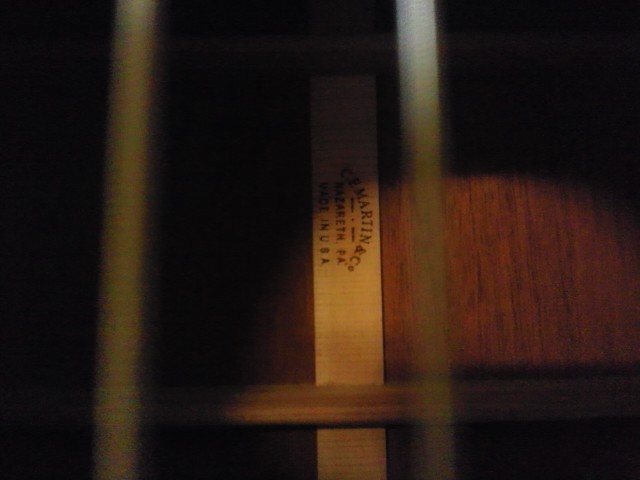 C.F. MARTIN & Co
NAZARETH PA
MADE IN U S A